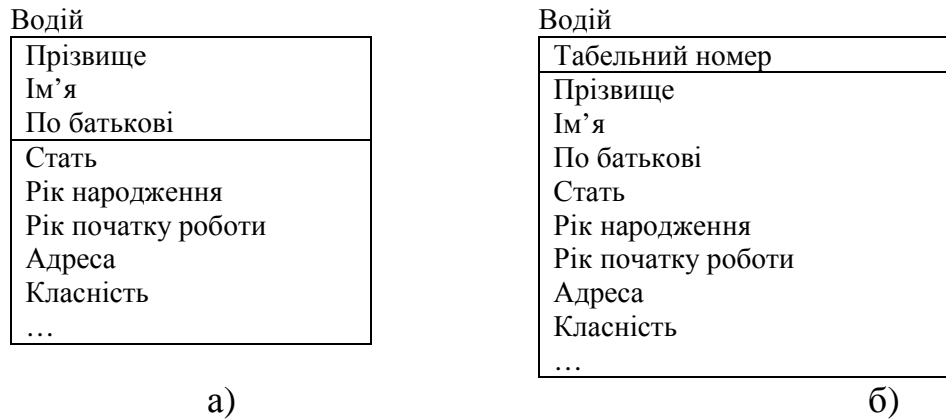 Водій
Прізвище
Ім’я
По батькові
Стать
Рік народження
Рік початку роботи
Адреса
Класність
…
а)
Водій
Табельний номер
Прізвище
Ім’я
По батькові
Стать
Рік народження
Рік початку роботи
Адреса
Класність
…
б)